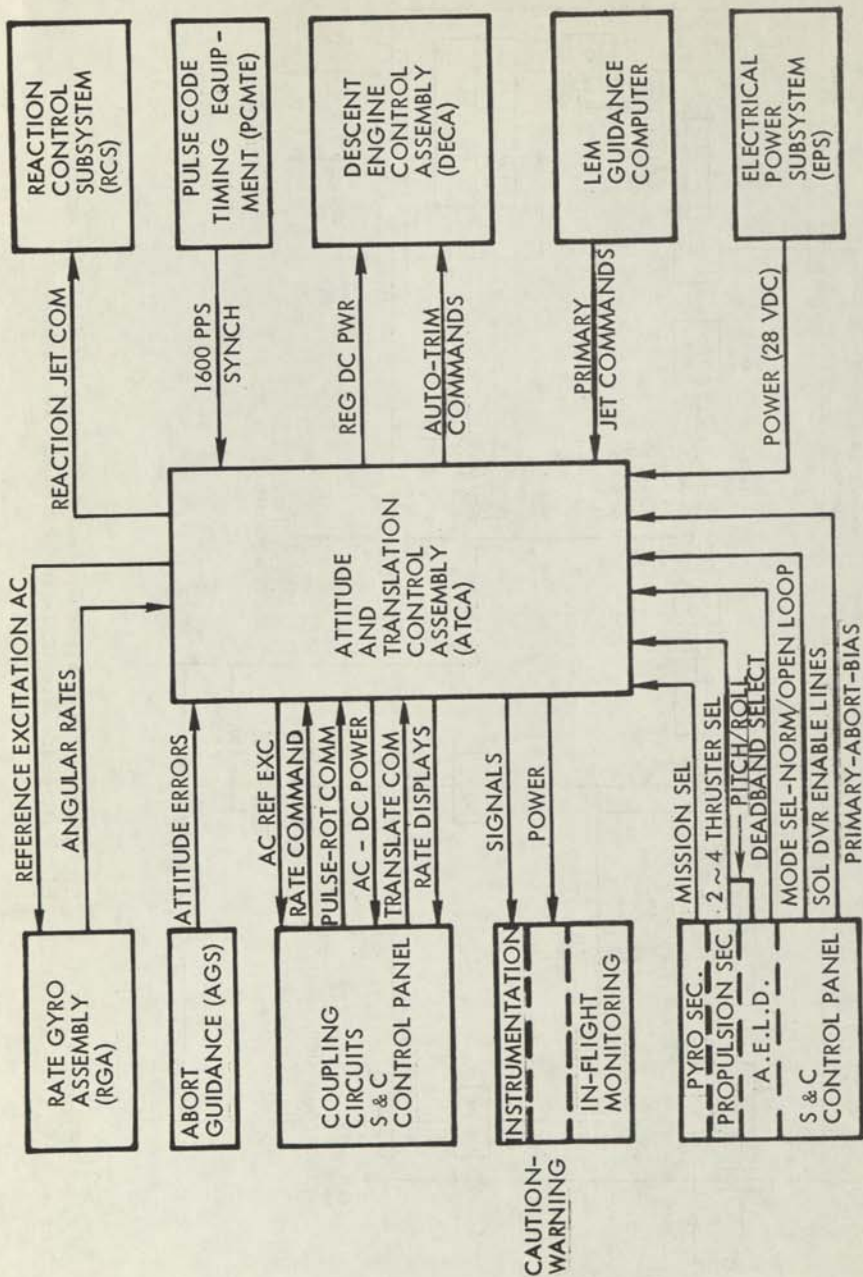 RATE GYRO
ASSEMBLY
(RGA)
REFERENCE EXCITATION AC
ANGULAR RATES
ABORT
GUIDANCE (AGS)
ATTITUDE ERRORS
COUPLING
CIRCUITS
S & C
CONTROL PANEL
AC REF EXC
RATE COMMAND
PULSE-ROT COMM
AC - DC POWER
TRANSLATE COM
RATE DISPLAYS
CAUTION-
WARNING
INSTRUMENTATION
IN-FLIGHT
MONITORING
SIGNALS
POWER
PYRO SEC.
PROPULSION SEC
A.E.L.D.
S & C
CONTROL PANEL
MISSION SEL
2 ~ 4 THRUSTER SEL
PITCH/ROLL
DEADBAND SELECT
MODE SEL-NORM/OPEN LOOP
SOL DVR ENABLE LINES
PRIMARY-ABORT-BIAS
ATTITUDE
AND
TRANSLATION
CONTROL
ASSEMBLY
(ATCA)
REACTION JET COM
REACTION
CONTROL
SUBSYSTEM
(RCS)
1600 PPS
SYNCH
PULSE CODE
TIMING EQUIP-
MENT (PCMTE)
REG DC PWR
AUTO-TRIM
COMMANDS
DESCENT
ENGINE
CONTROL
ASSEMBLY
(DECA)
PRIMARY
JET COMMANDS
LEM
GUIDANCE
COMPUTER
POWER (28 VDC)
ELECTRICAL
POWER
SUBSYSTEM
(EPS)